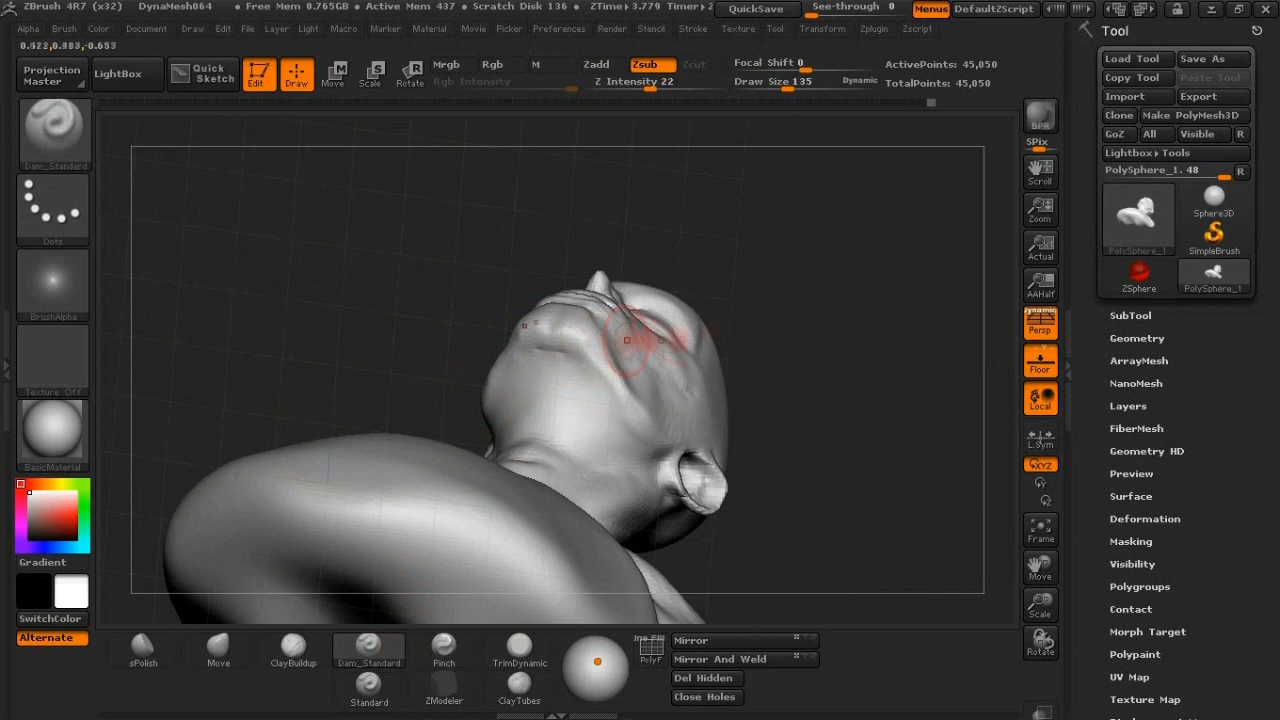 ZBrush 4R7 (x32) DynaMesh064 • Free Mem 0.765GB • Active Mem 437 • Scratch Disk 136 • ZTime▸3.779 Timer▸2 QuickSave See-through 0 Menus DefaultZScript
Alpha Brush Color Document Draw Edit File Layer Light Macro Marker Material Movie Picker Preferences Render Stencil Stroke Texture Tool Transform Zplugin Zscript
Projection Master
LightBox
Quick Sketch
Edit
Draw
Move
Scale
Rotate
Mrgb Rgb M Zadd Zsub Zcut
Rgb Intensity Z Intensity 22
Focal Shift 0
Draw Size 135 Dynamic
ActivePoints: 45,050
TotalPoints: 45,050
Dam_Standard
Dots
BrushAlpha
Texture Off
BasicMaterial
Gradient
SwitchColor
Alternate
BPR
SPix
Scroll
Zoom
Actual
AAHalf
Dynamic
Persp
Floor
Local
L.Sym
XYZ
Frame
Move
Scale
Rotate
Tool
Load Tool Save As
Copy Tool Paste Tool
Import Export
Clone Make PolyMesh3D
GoZ All Visible R
Lightbox▸Tools
PolySphere_1. 48 R
PolySphere_1
Sphere3D
SimpleBrush
ZSphere
PolySphere_1
SubTool
Geometry
ArrayMesh
NanoMesh
Layers
FiberMesh
Geometry HD
Preview
Surface
Deformation
Masking
Visibility
Polygroups
Contact
Morph Target
Polypaint
UV Map
Texture Map
sPolish
Move
ClayBuildup
Dam_Standard
Pinch
TrimDynamic
Standard
ZModeler
ClayTubes
PolyF
Mirror
Mirror And Weld
Del Hidden
Close Holes